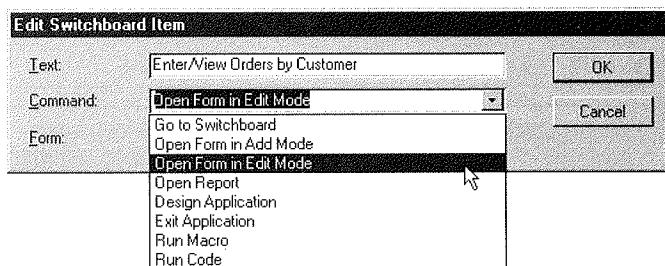 Edit Switchboard Item
Text: Enter/View Orders by Customer OK
Command: Open Form in Edit Mode Cancel
Form: Go to Switchboard
Open Form in Add Mode
Open Form in Edit Mode
Open Report
Design Application
Exit Application
Run Macro
Run Code